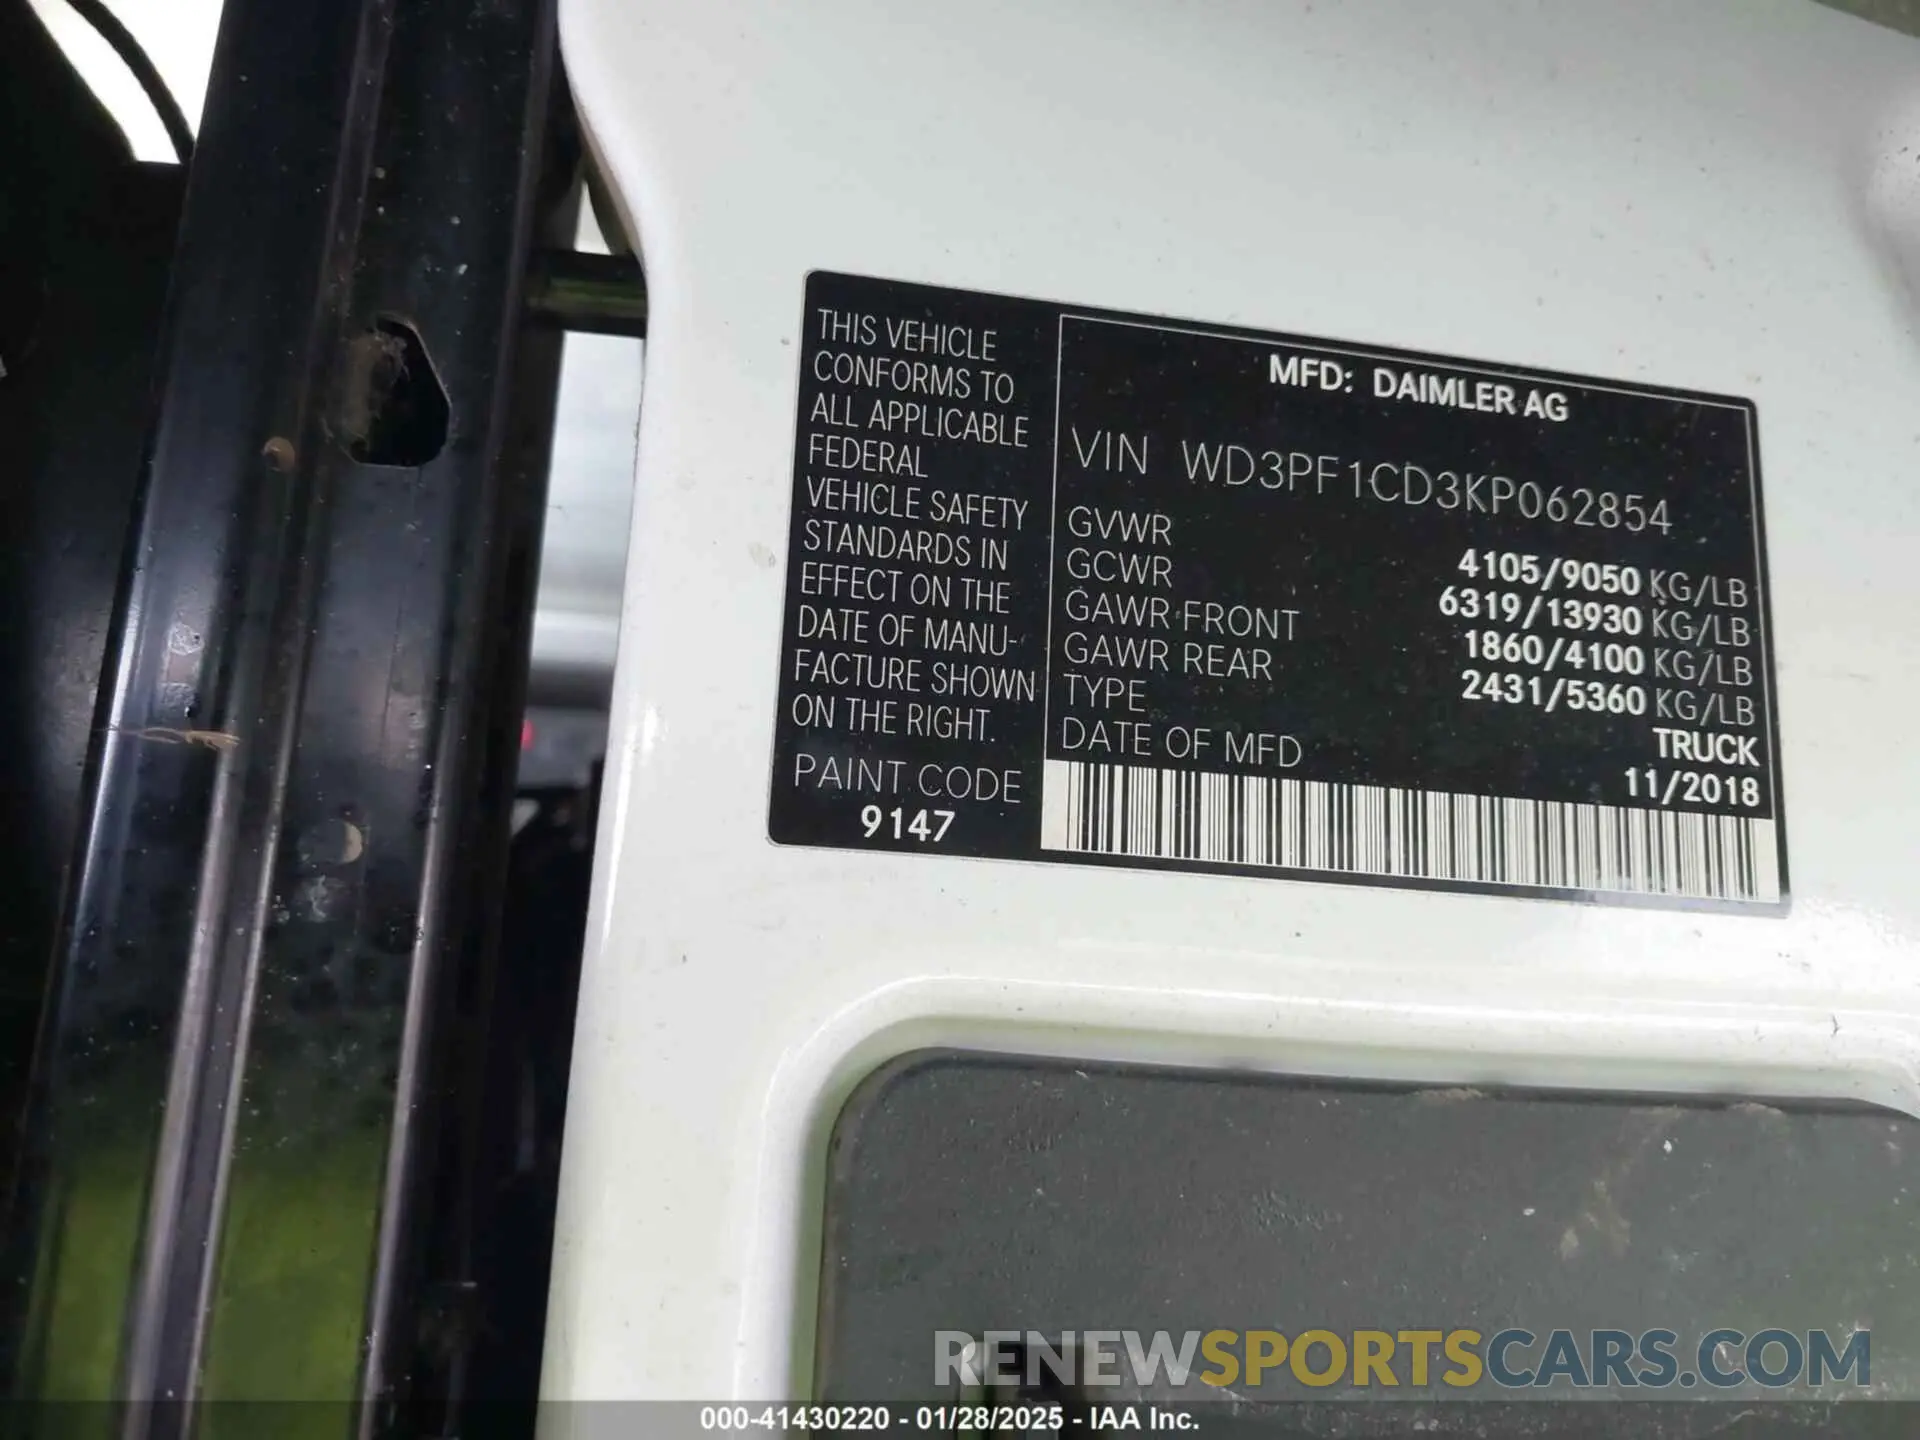 THIS VEHICLE
CONFORMS TO
ALL APPLICABLE
FEDERAL
VEHICLE SAFETY
STANDARDS IN
EFFECT ON THE
DATE OF MANU-
FACTURE SHOWN
ON THE RIGHT.
PAINT CODE
9147
MFD: DAIMLER AG
VIN WD3PF1CD3KP062854
GVWR 4105/9050 KG/LB
GCWR 6319/13930 KG/LB
GAWR FRONT 1860/4100 KG/LB
GAWR REAR 2431/5360 KG/LB
TYPE TRUCK
DATE OF MFD 11/2018
RENEWSPORTSCARS.COM
000-41430220 - 01/28/2025 - IAA Inc.